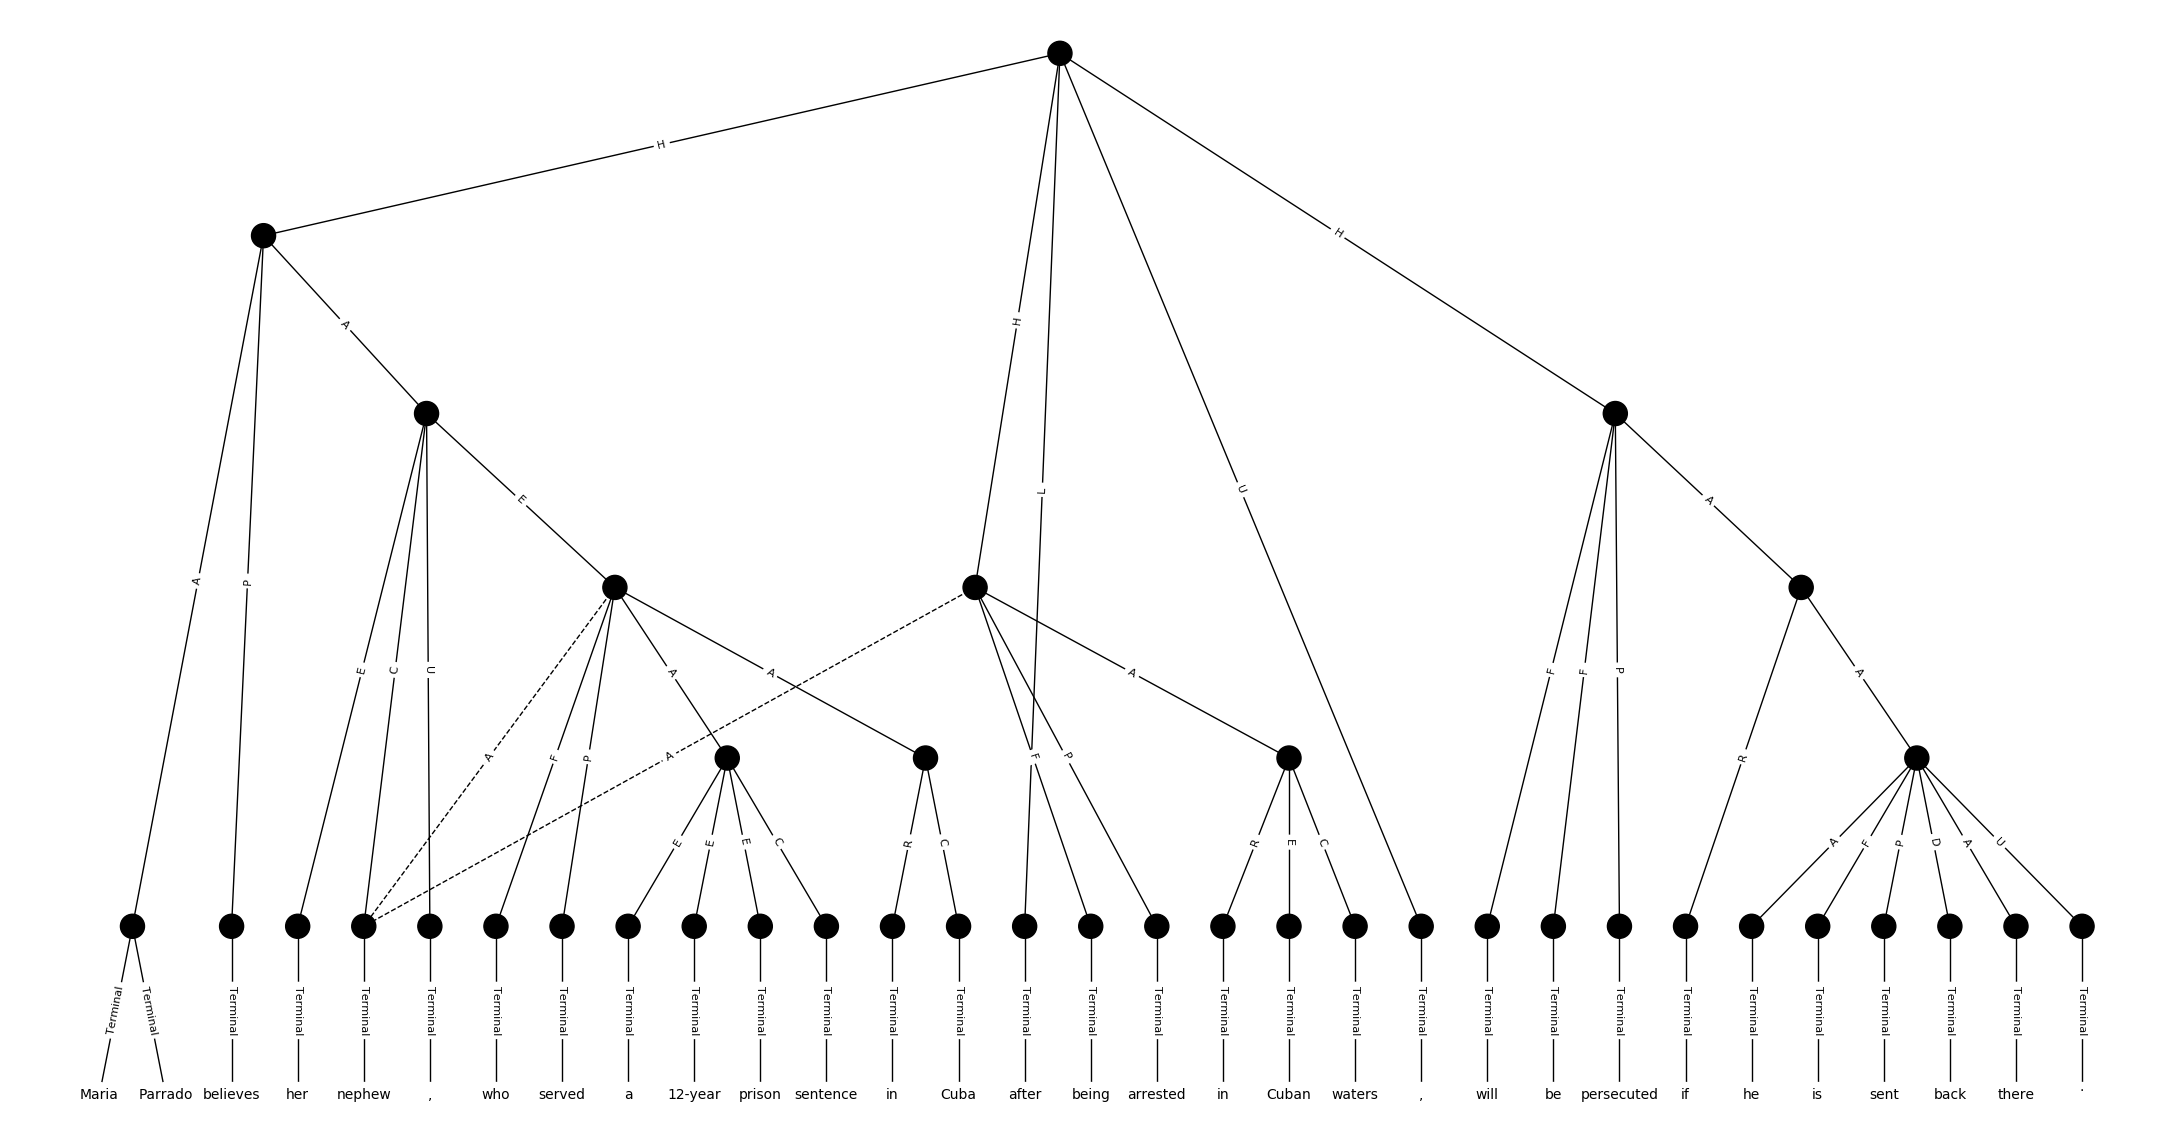 H
H
H
A
H
L
U
E
A
A
P
E
C
U
A
A
A
F
F
P
A
A
F
P
A
F
P
R
E
E
E
C
R
C
R
E
C
A
F
P
D
A
U
Terminal Terminal Terminal Terminal Terminal Terminal Terminal Terminal Terminal Terminal Terminal Terminal Terminal Terminal Terminal Terminal Terminal Terminal Terminal Terminal Terminal Terminal Terminal Terminal Terminal Terminal Terminal Terminal Terminal Terminal Terminal
Maria Parrado believes her nephew , who served a 12-year prison sentence in Cuba after being arrested in Cuban waters , will be persecuted if he is sent back there .